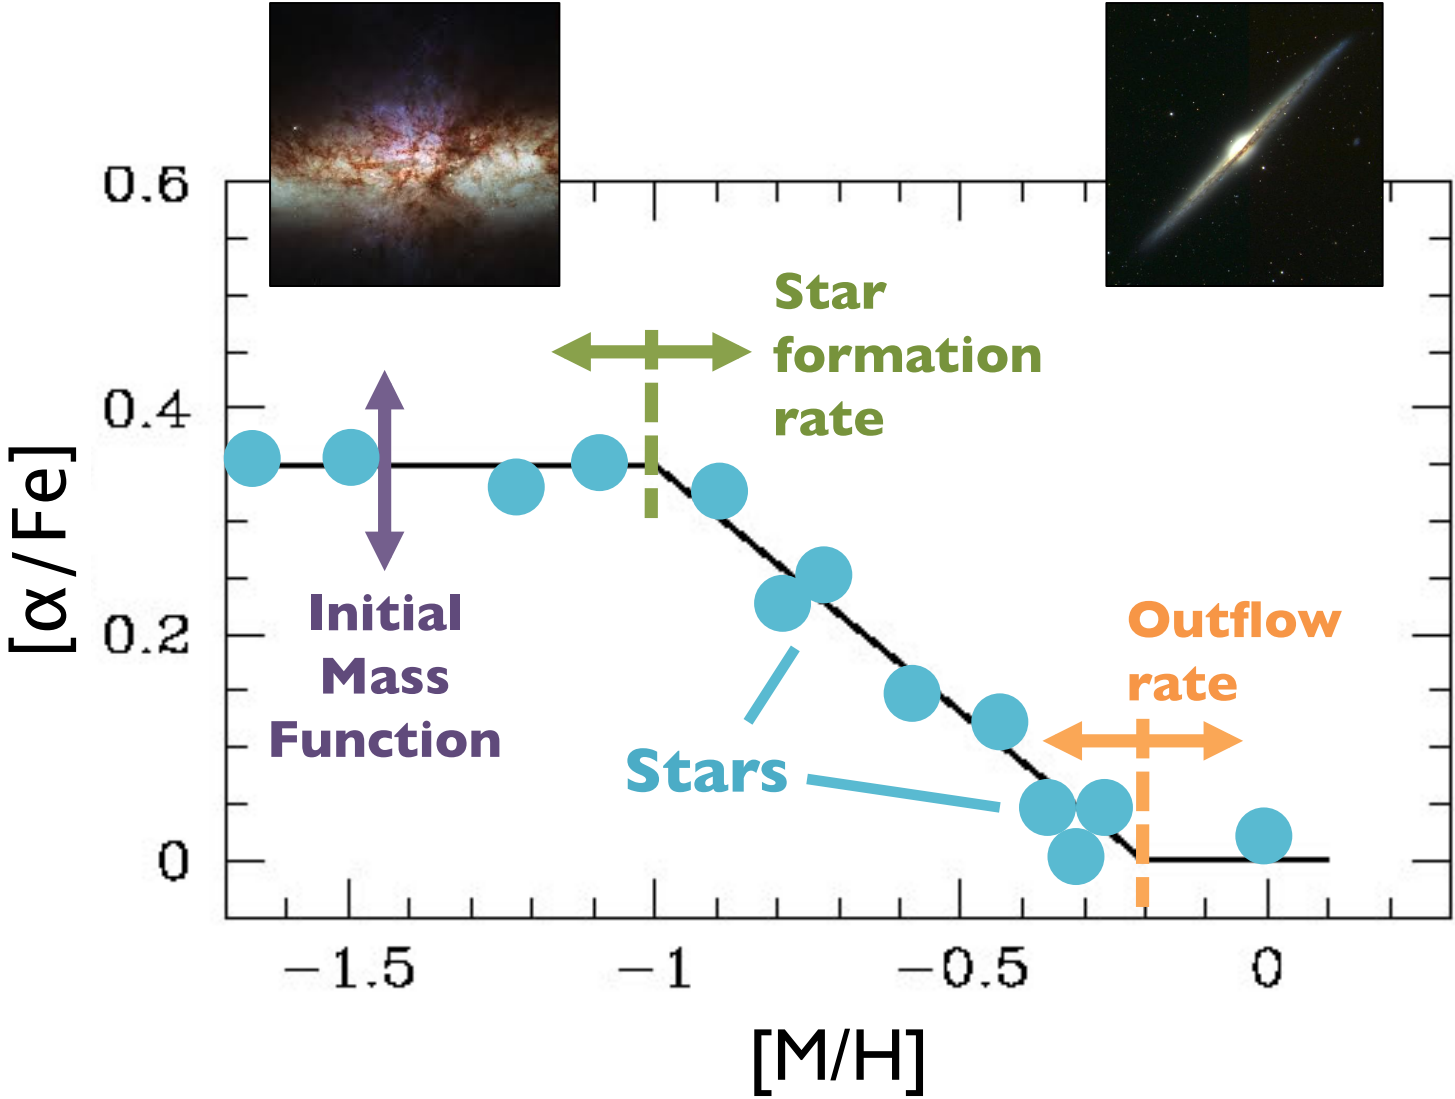 0.6
Star
formation
rate
0.4
[α/Fe]
Initial
Mass
Function
0.2
Outflow
rate
Stars
0
−1.5
−1
−0.5
0
[M/H]